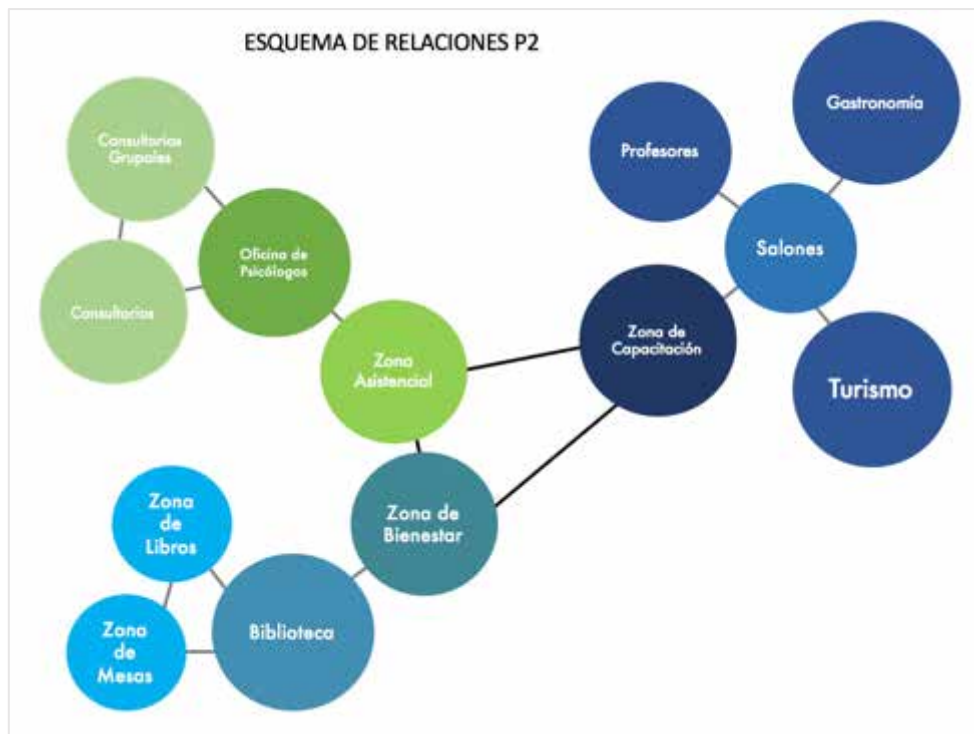 ESQUEMA DE RELACIONES P2
Consultorios
Grupales
Oficina de
Psicólogos
Consultorios
Zona
Asistencial
Profesores
Gastronomía
Salones
Zona de
Capacitación
Turismo
Zona
de
Libros
Zona de
Bienestar
Zona
de
Mesas
Biblioteca